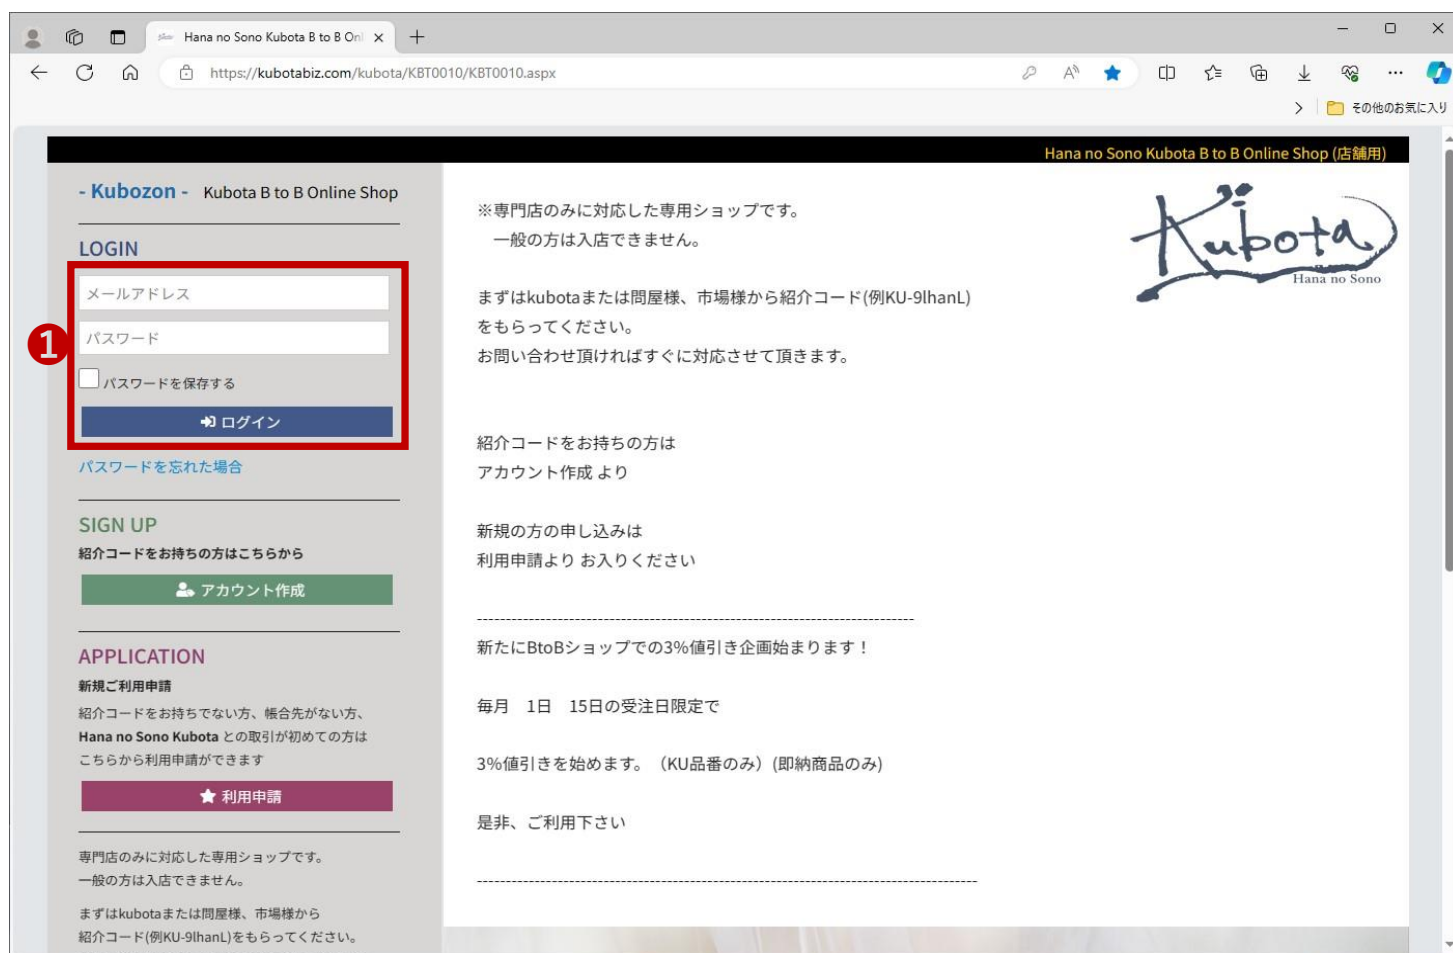 Hana no Sono Kubota B to B Onl
https://kubotabiz.com/kubota/KBT0010/KBT0010.aspx
その他のお気に入り
Hana no Sono Kubota B to B Online Shop (店舗用)
- Kubozon - Kubota B to B Online Shop
LOGIN
1
メールアドレス
パスワード
パスワードを保存する
ログイン
パスワードを忘れた場合
SIGN UP
紹介コードをお持ちの方はこちらから
アカウント作成
APPLICATION
新規ご利用申請
紹介コードをお持ちでない方、帳合先がない方、
Hana no Sono Kubota との取引が初めての方は
こちらから利用申請ができます
利用申請
専門店のみに対応した専用ショップです。
一般の方は入店できません。
まずはkubotaまたは問屋様、市場様から
紹介コード(例KU-9lhanL)をもらってください。
※専門店のみに対応した専用ショップです。
一般の方は入店できません。
まずはkubotaまたは問屋様、市場様から紹介コード(例KU-9lhanL)
をもらってください。
お問い合わせ頂ければすぐに対応させて頂きます。
紹介コードをお持ちの方は
アカウント作成 より
新規の方の申し込みは
利用申請より お入りください
----------------------------------------------------------------------------
新たにBtoBショップでの3%値引き企画始まります！
毎月　1日　15日の受注日限定で
3%値引きを始めます。（KU品番のみ）(即納商品のみ)
是非、ご利用下さい
---------------------------------------------------------------------------------------
Kubota
Hana no Sono